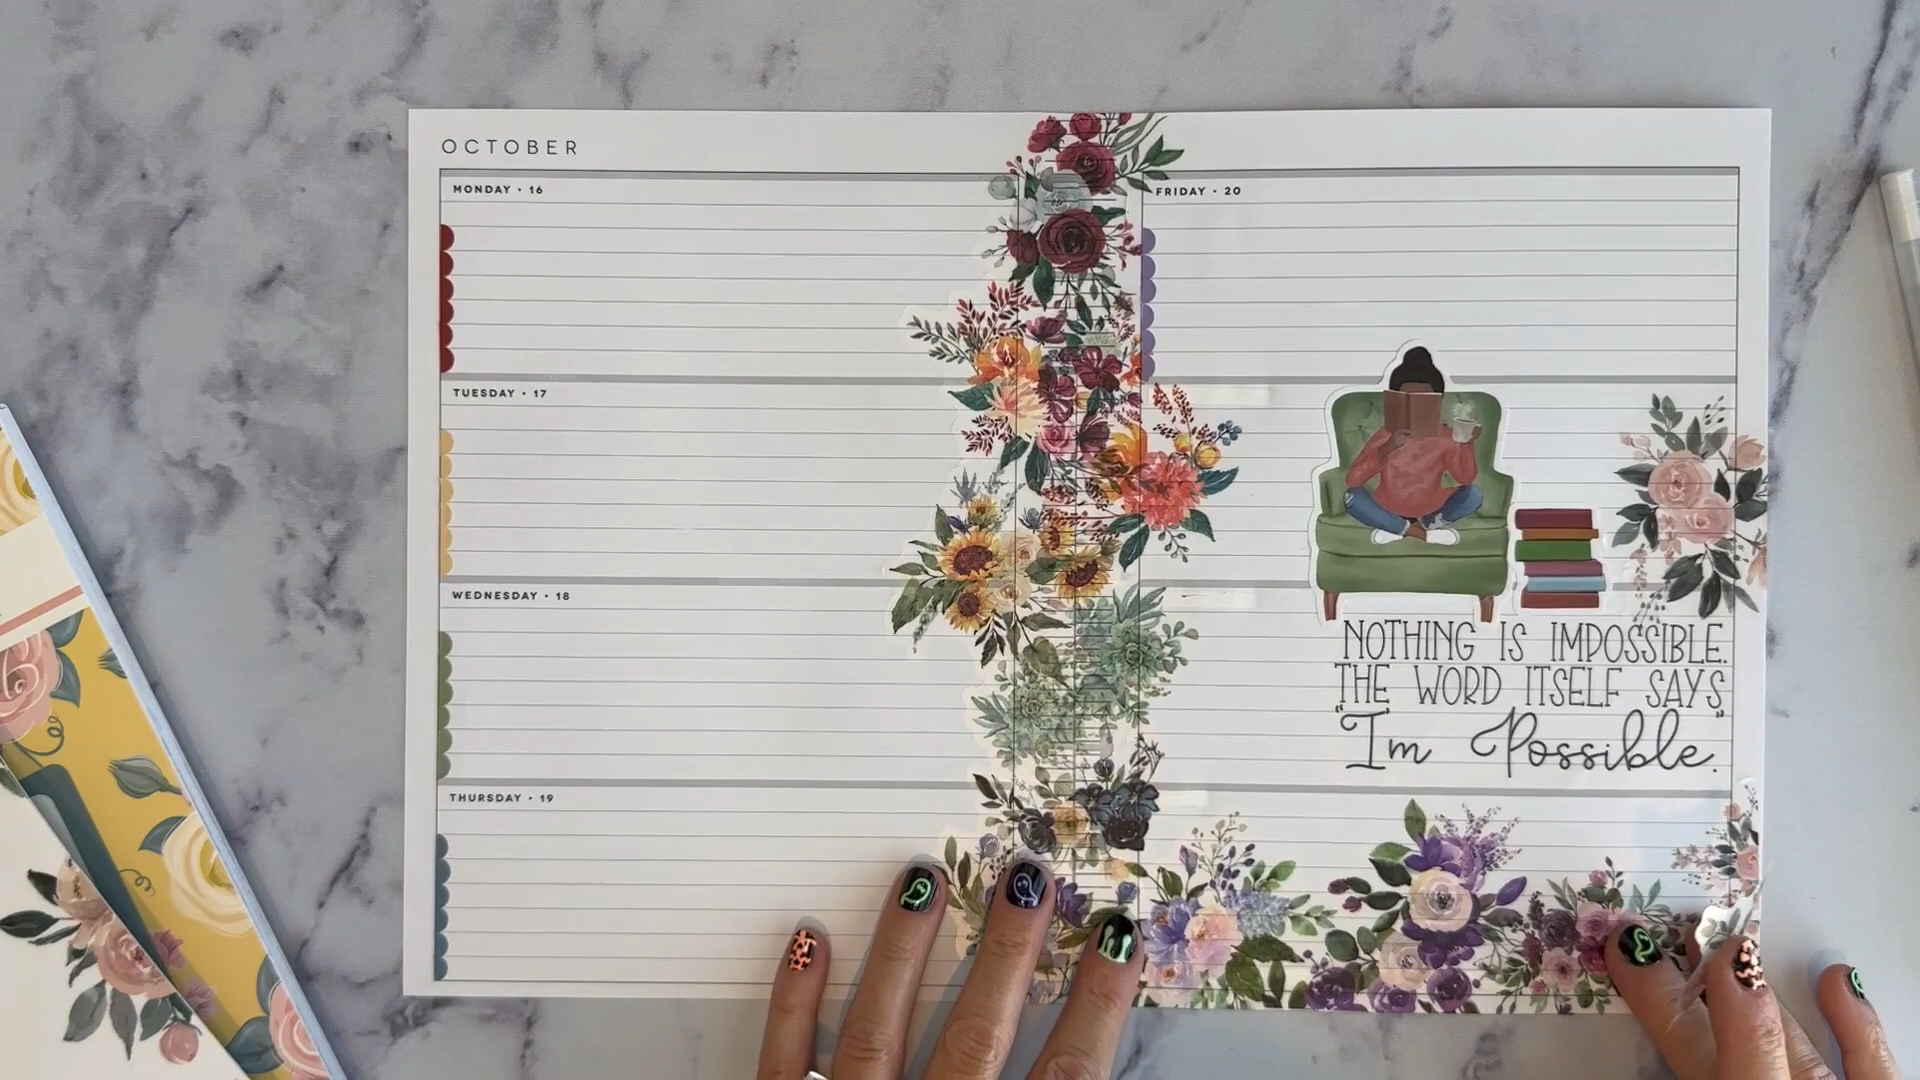 OCTOBER
MONDAY • 16
TUESDAY • 17
WEDNESDAY • 18
THURSDAY • 19
FRIDAY • 20
NOTHING IS IMPOSSIBLE.
THE WORD ITSELF SAYS,
"I'm Possible."